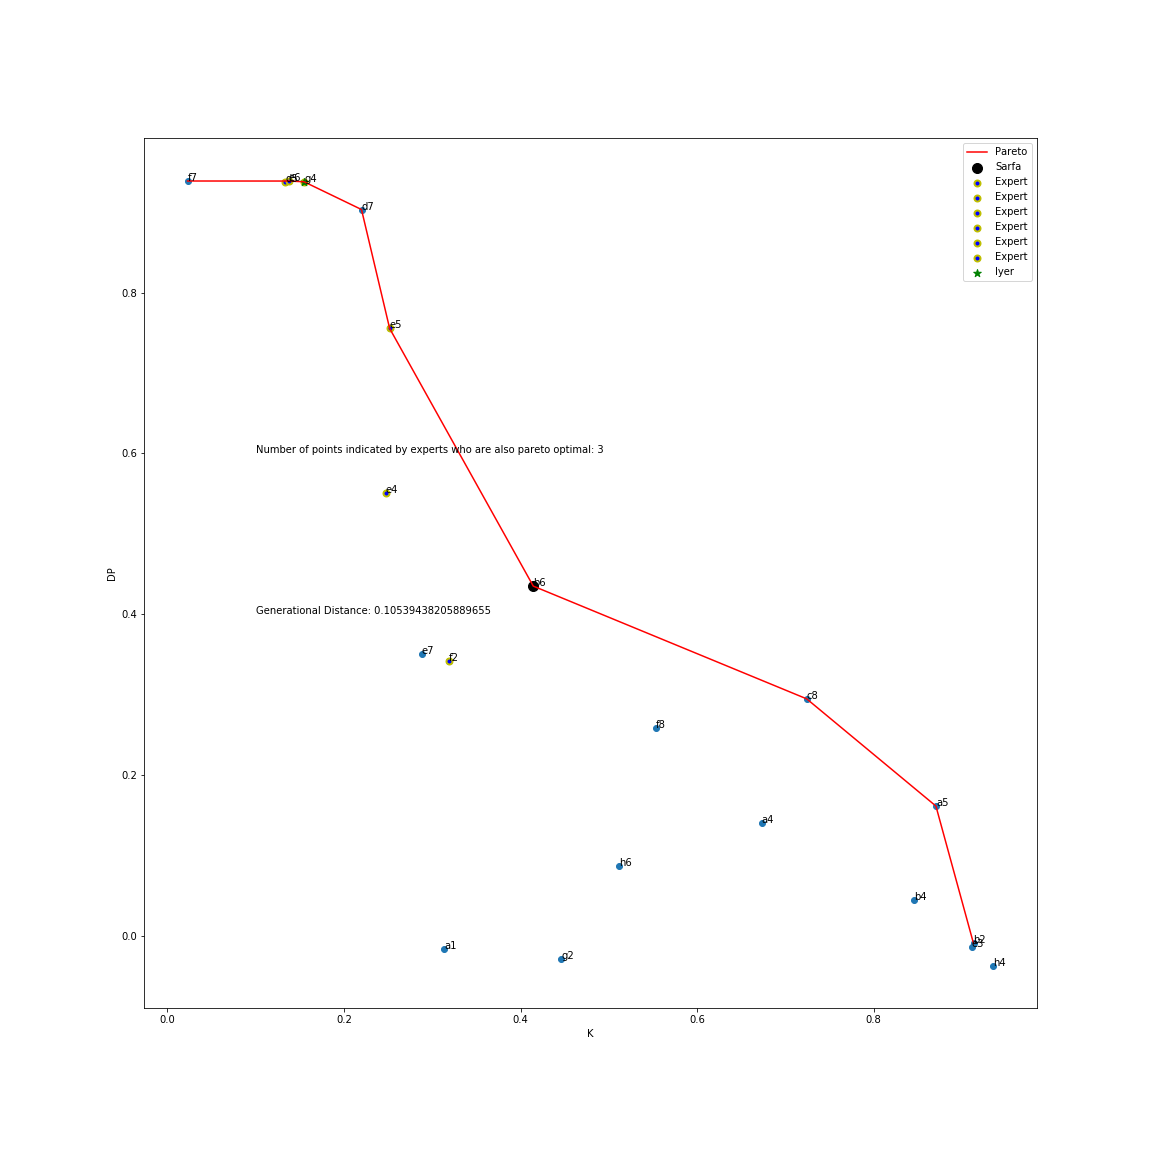 Pareto
Sarfa
Expert
Expert
Expert
Expert
Expert
Expert
Iyer
f7
f6
g4
d7
e5
Number of points indicated by experts who are also pareto optimal: 3
e4
b6
Generational Distance: 0.10539438205889655
e7
f2
c8
f8
a5
a4
h6
b4
a1
g2
h4
0.8
0.6
0.4
0.2
0.0
DP
0.0
0.2
0.4
0.6
0.8
K